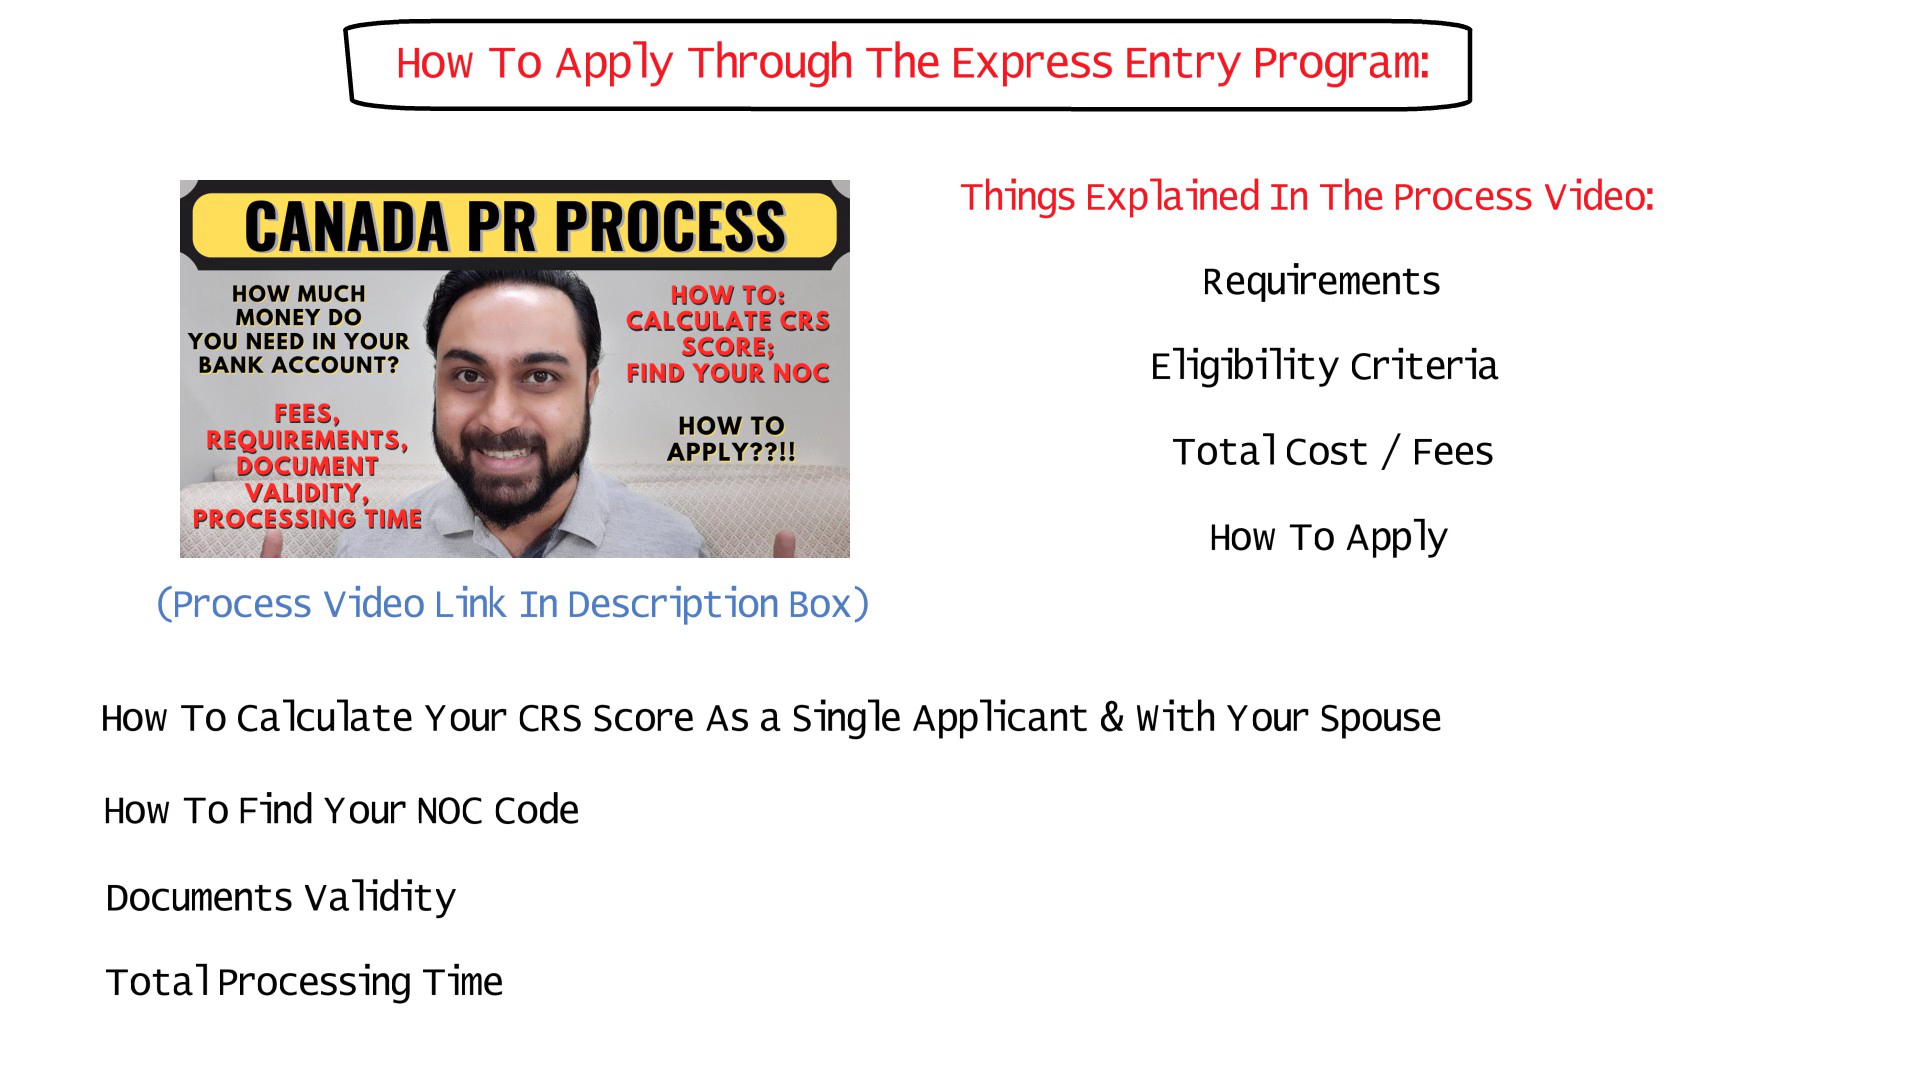 How To Apply Through The Express Entry Program:
CANADA PR PROCESS
HOW MUCH
MONEY DO
YOU NEED IN YOUR
BANK ACCOUNT?
FEES,
REQUIREMENTS,
DOCUMENT
VALIDITY,
PROCESSING TIME
HOW TO:
CALCULATE CRS
SCORE;
FIND YOUR NOC
HOW TO
APPLY??!!
(Process Video Link In Description Box)
Things Explained In The Process Video:
Requirements
Eligibility Criteria
Total Cost / Fees
How To Apply
How To Calculate Your CRS Score As a Single Applicant & With Your Spouse
How To Find Your NOC Code
Documents Validity
Total Processing Time